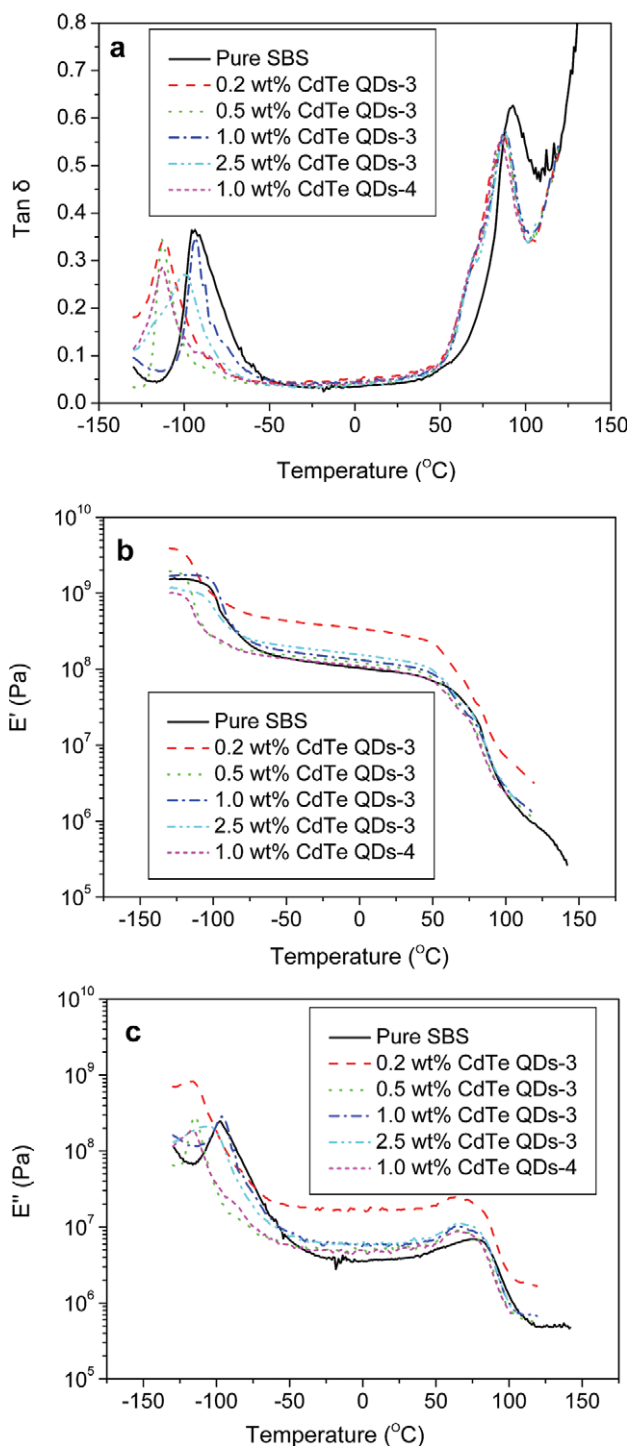 a
Pure SBS
0.2 wt% CdTe QDs-3
0.5 wt% CdTe QDs-3
1.0 wt% CdTe QDs-3
2.5 wt% CdTe QDs-3
1.0 wt% CdTe QDs-4
Tan δ
0.8
0.7
0.6
0.5
0.4
0.3
0.2
0.1
0.0
-150 -100 -50 0 50 100 150
Temperature (°C)
b
E' (Pa)
10^10
10^9
10^8
10^7
10^6
10^5
Pure SBS
0.2 wt% CdTe QDs-3
0.5 wt% CdTe QDs-3
1.0 wt% CdTe QDs-3
2.5 wt% CdTe QDs-3
1.0 wt% CdTe QDs-4
-150 -100 -50 0 50 100 150
Temperature (°C)
c
Pure SBS
0.2 wt% CdTe QDs-3
0.5 wt% CdTe QDs-3
1.0 wt% CdTe QDs-3
2.5 wt% CdTe QDs-3
1.0 wt% CdTe QDs-4
E" (Pa)
10^10
10^9
10^8
10^7
10^6
10^5
-150 -100 -50 0 50 100 150
Temperature (°C)